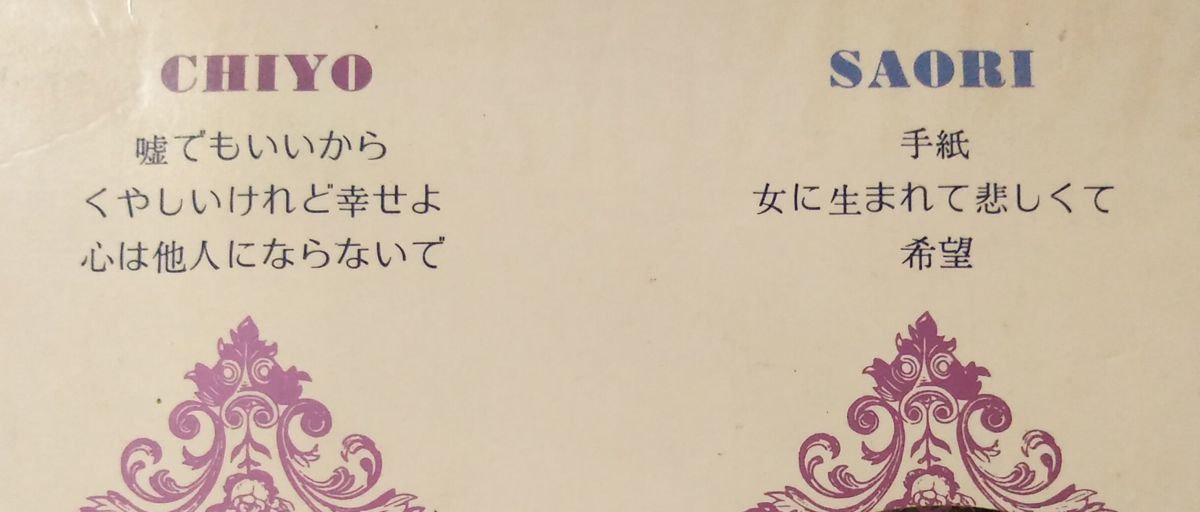 CHIYO
嘘でもいいから
くやしいけれど幸せよ
心は他人にならないで
SAORI
手紙
女に生まれて悲しくて
希望